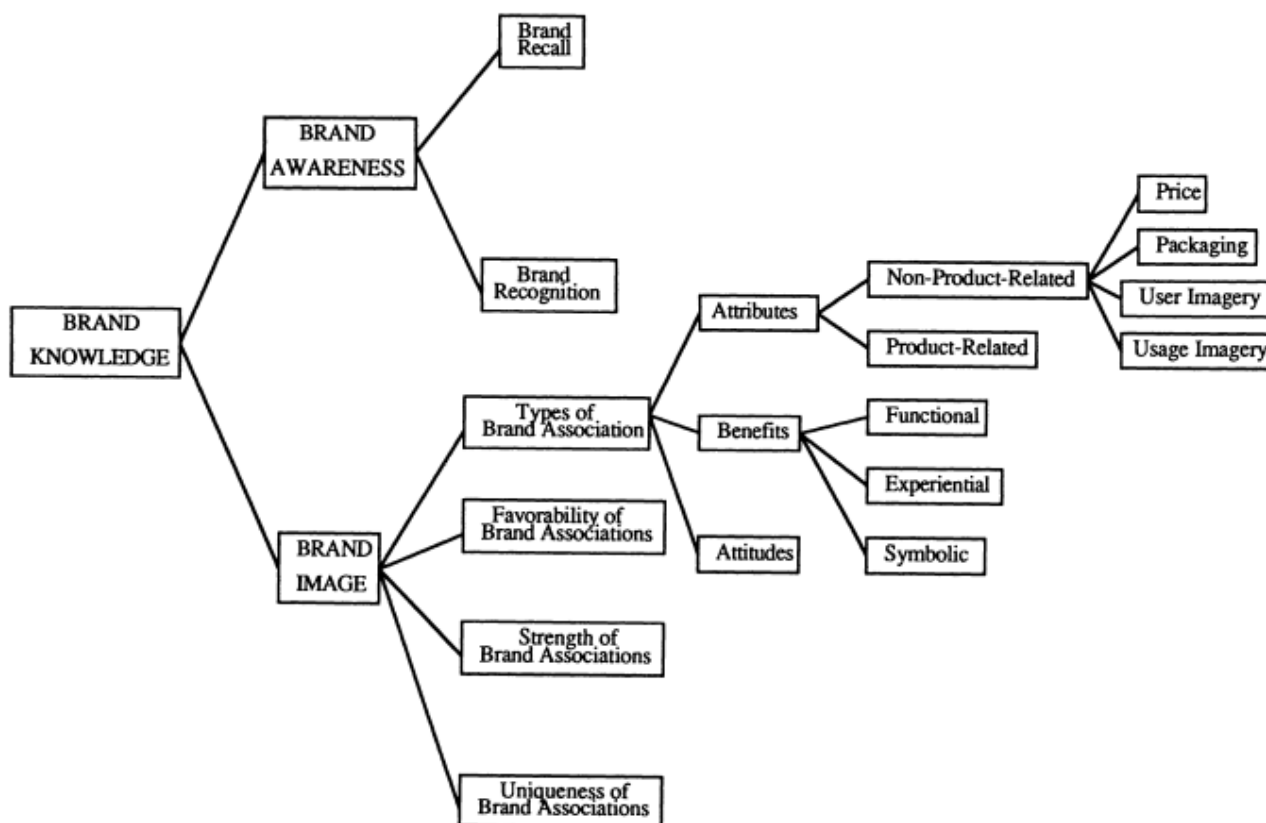 Brand
Recall
BRAND
AWARENESS
Brand
Recognition
BRAND
KNOWLEDGE
BRAND
IMAGE
Types of
Brand Association
Favorability of
Brand Associations
Strength of
Brand Associations
Uniqueness of
Brand Associations
Attributes
Benefits
Attitudes
Non-Product-Related
Product-Related
Functional
Experiential
Symbolic
Price
Packaging
User Imagery
Usage Imagery